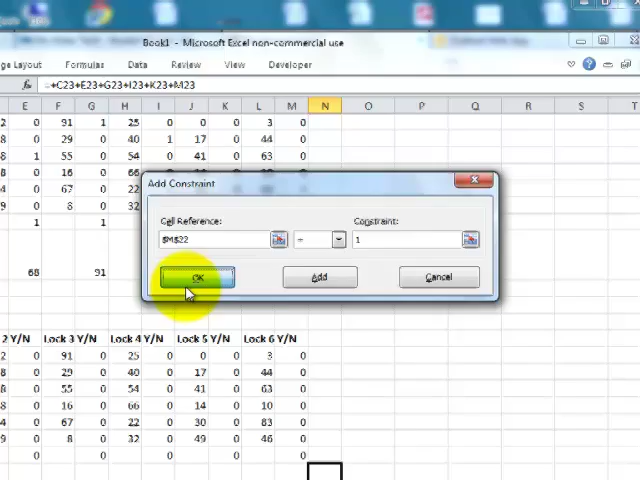 Book1 - Microsoft Excel non-commercial use
ge Layout Formulas Data Review View Developer
fx =+C23+E23+G23+I23+K23+M23
E F G H I J K L M N O P Q R S T
2 0 91 1 25 0 0 0 3 0
8 0 29 0 40 1 17 0 44 0
8 1 55 0 54 0 41 0 63 0
8 0 16 0 66
4 0 67 0 22
9 0 8 0 32
1 1
68 91
Add Constraint
Cell Reference: Constraint:
$M$22 = 1
OK Add Cancel
2 Y/N Lock 3 Y/N Lock 4 Y/N Lock 5 Y/N Lock 6 Y/N
2 0 91 0 25 0 0 0 3 0
8 0 29 0 40 0 17 0 44 0
8 0 55 0 54 0 41 0 63 0
8 0 16 0 66 0 14 0 10 0
4 0 67 0 22 0 30 0 83 0
9 0 8 0 32 0 49 0 46 0
0 0 0 0 0